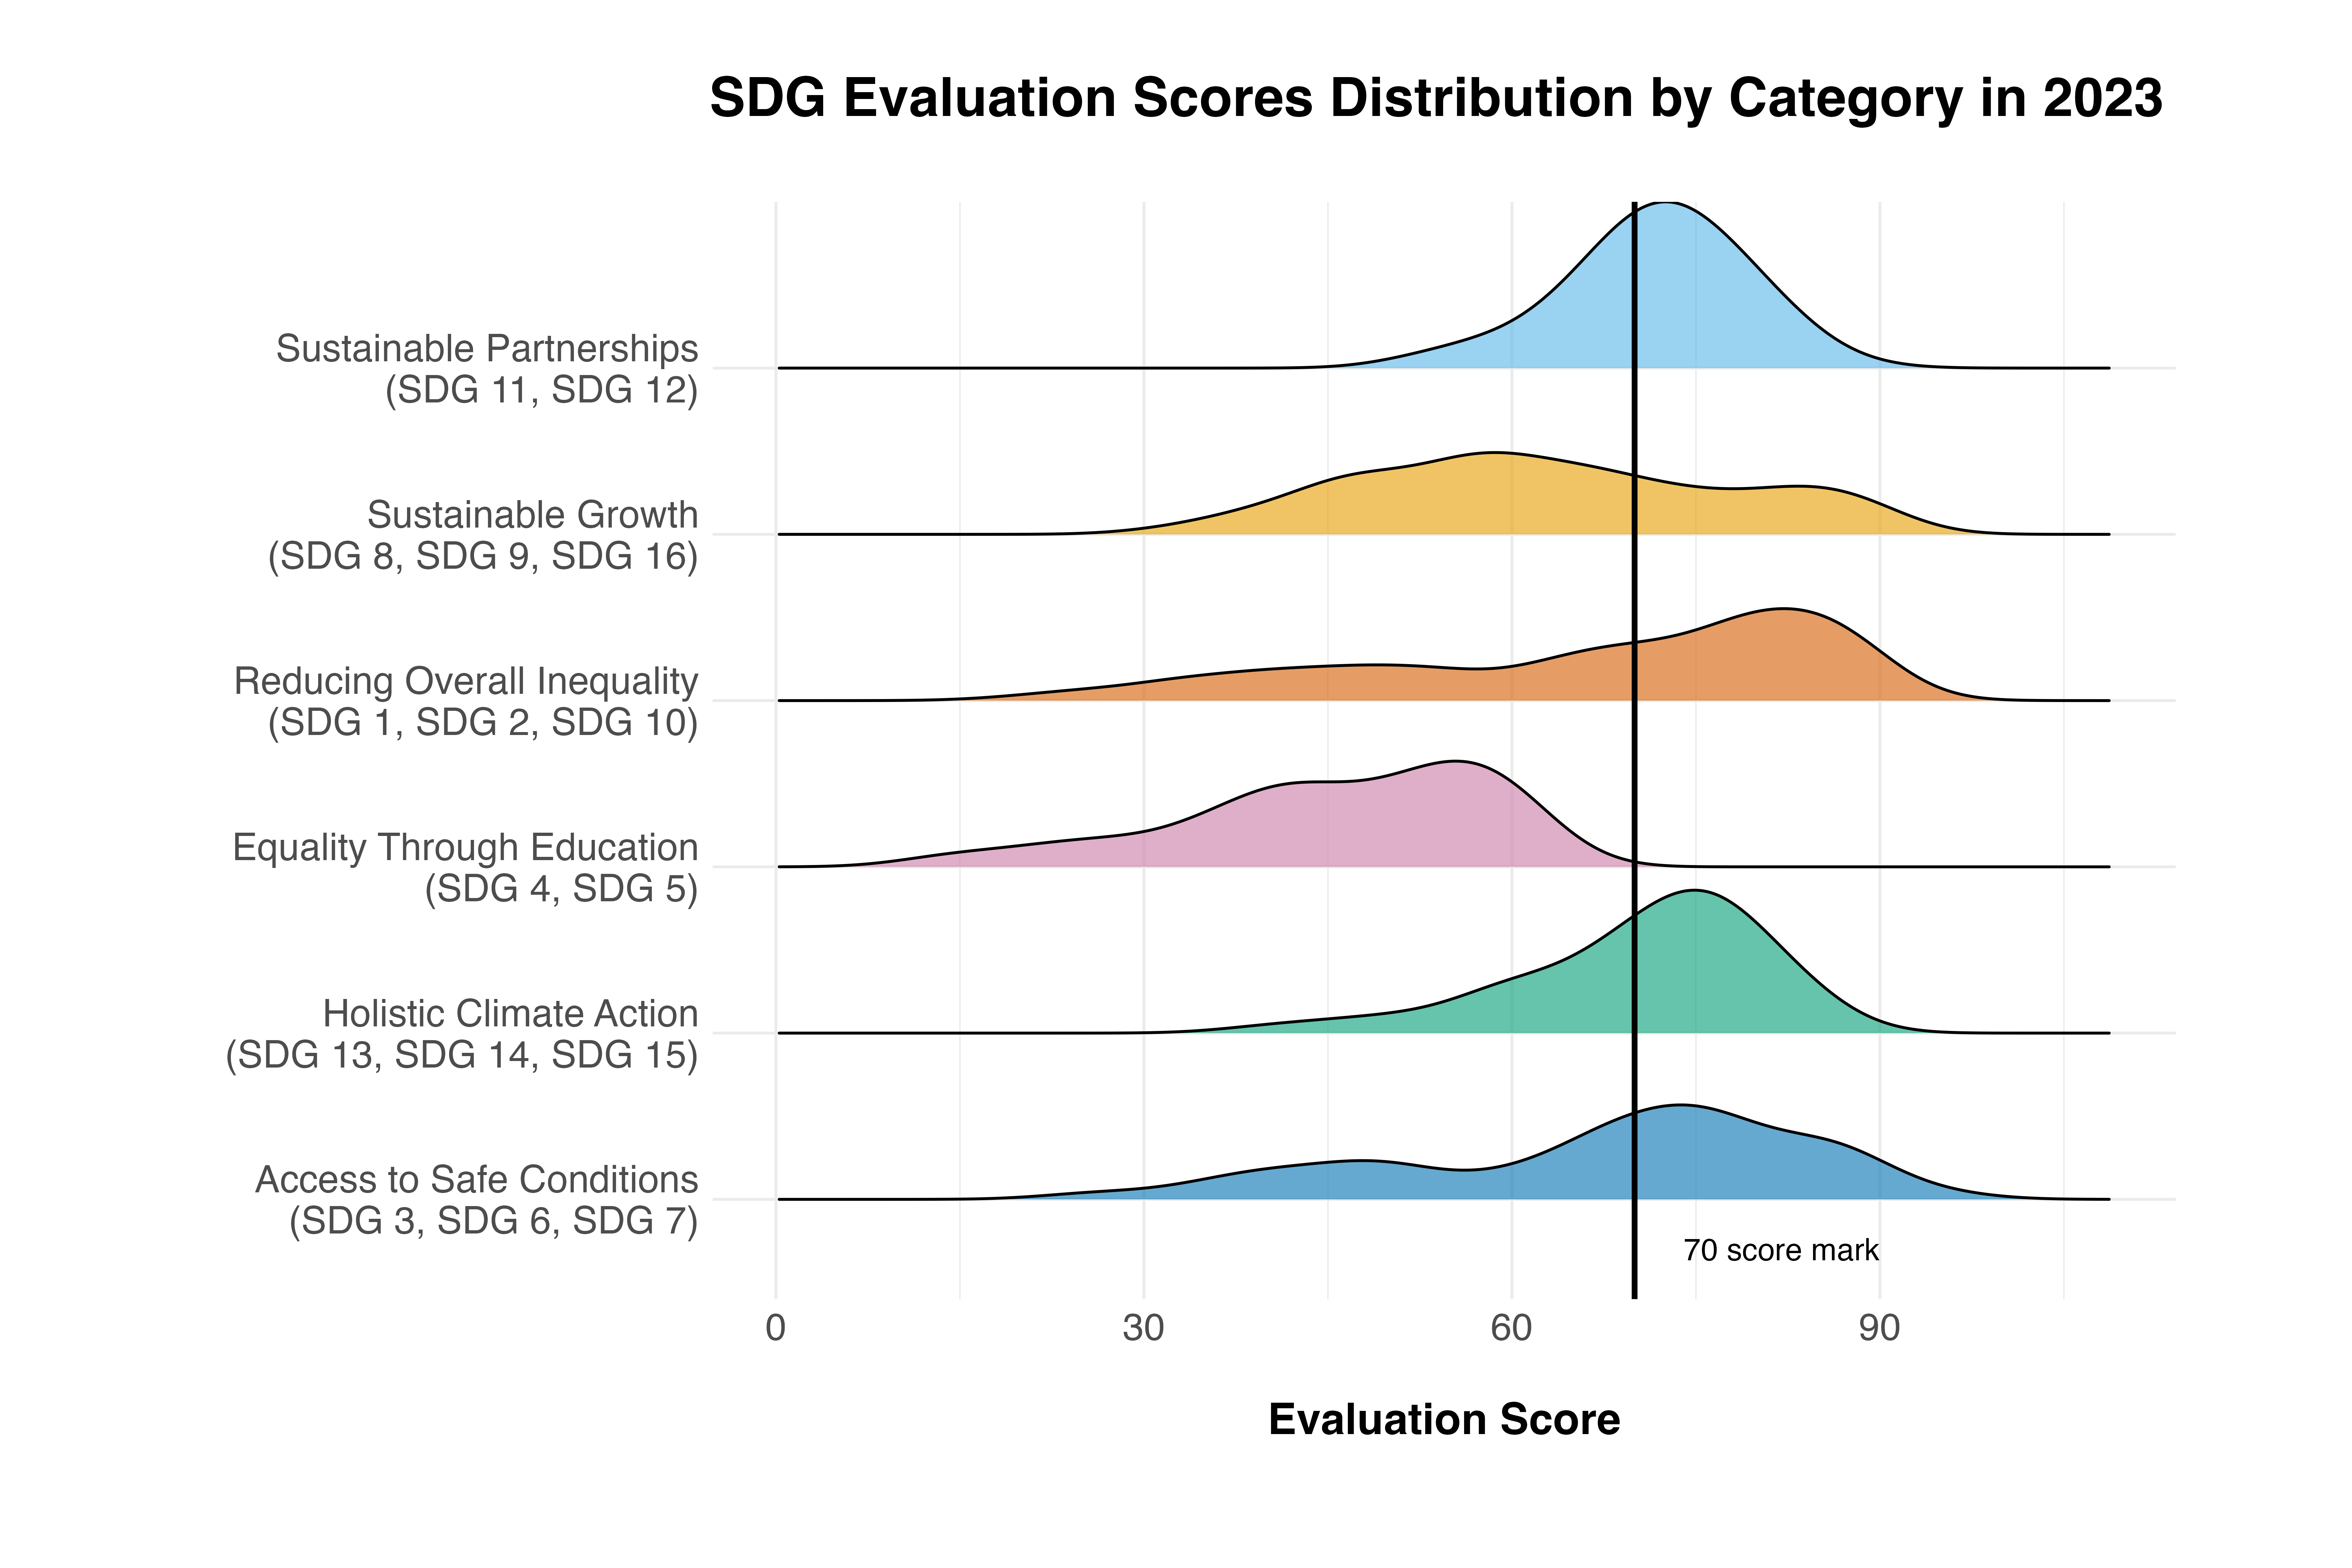 SDG Evaluation Scores Distribution by Category in 2023
Sustainable Partnerships
(SDG 11, SDG 12)
Sustainable Growth
(SDG 8, SDG 9, SDG 16)
Reducing Overall Inequality
(SDG 1, SDG 2, SDG 10)
Equality Through Education
(SDG 4, SDG 5)
Holistic Climate Action
(SDG 13, SDG 14, SDG 15)
Access to Safe Conditions
(SDG 3, SDG 6, SDG 7)
70 score mark
0 30 60 90
Evaluation Score